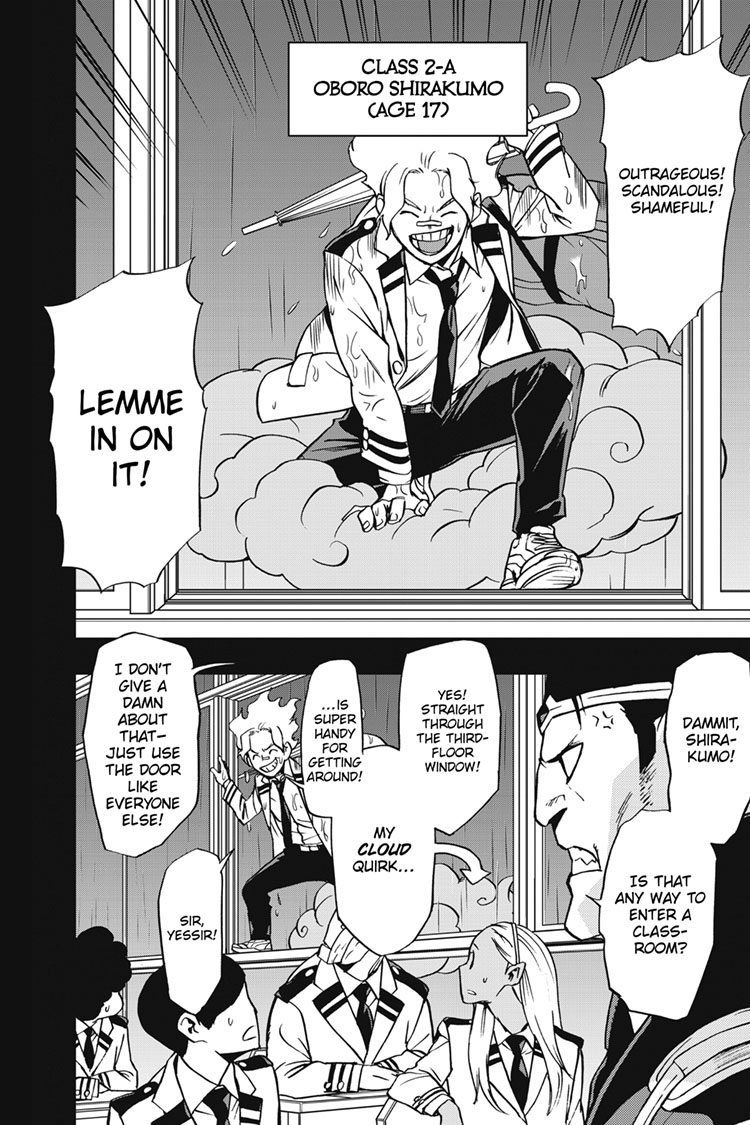 CLASS 2-A
OBORO SHIRAKUMO
(AGE 17)
OUTRAGEOUS!
SCANDALOUS!
SHAMEFUL!
LEMME
IN ON
IT!
DAMMIT,
SHIRA-
KUMO!
IS THAT
ANY WAY TO
ENTER A
CLASS-
ROOM?
YES!
STRAIGHT
THROUGH
THE THIRD-
FLOOR
WINDOW!
MY
CLOUD
QUIRK...
...IS
SUPER
HANDY
FOR
GETTING
AROUND!
I DON'T
GIVE A
DAMN
ABOUT
THAT—
JUST USE
THE DOOR
LIKE
EVERYONE
ELSE!
SIR,
YESSIR!